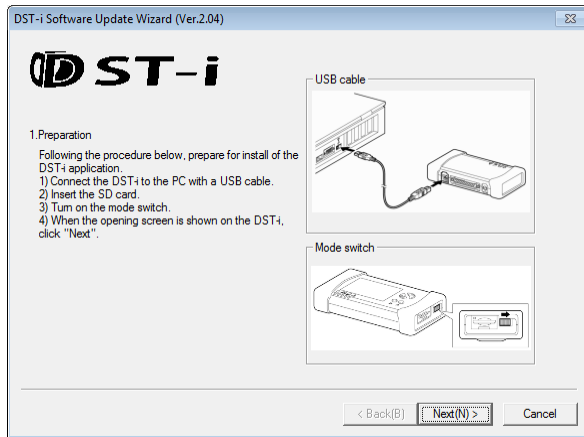 DST-i Software Update Wizard (Ver.2.04)
DST-i
1.Preparation
Following the procedure below, prepare for install of the
DST-i application.
1) Connect the DST-i to the PC with a USB cable.
2) Insert the SD card.
3) Turn on the mode switch.
4) When the opening screen is shown on the DST-i,
click "Next".
USB cable
Mode switch
< Back(B)
Next(N) >
Cancel